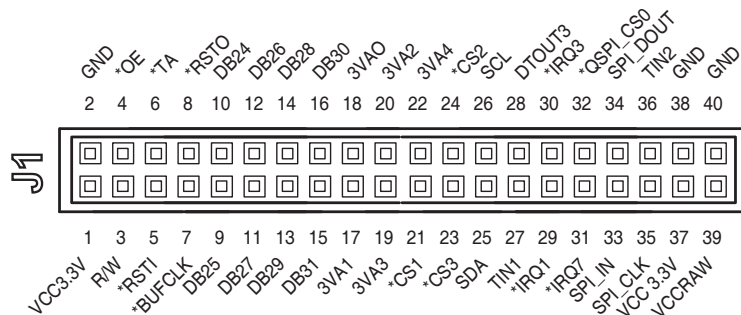 GND *OE *TA *RSTO DB24 DB26 DB28 DB30 3VAO 3VA2 3VA4 *CS2 SCL DTOUT3 *IRQ3 *QSPI_CS0 SPI_DOUT TIN2 GND GND
2 4 6 8 10 12 14 16 18 20 22 24 26 28 30 32 34 36 38 40
J1
1 3 5 7 9 11 13 15 17 19 21 23 25 27 29 31 33 35 37 39
VCC3.3V R/W *RSTI *BUFCLK DB25 DB27 DB29 DB31 3VA1 3VA3 *CS1 *CS3 SDA TIN1 *IRQ1 *IRQ7 SPI_IN SPI_CLK VCC 3.3V VCCRAW